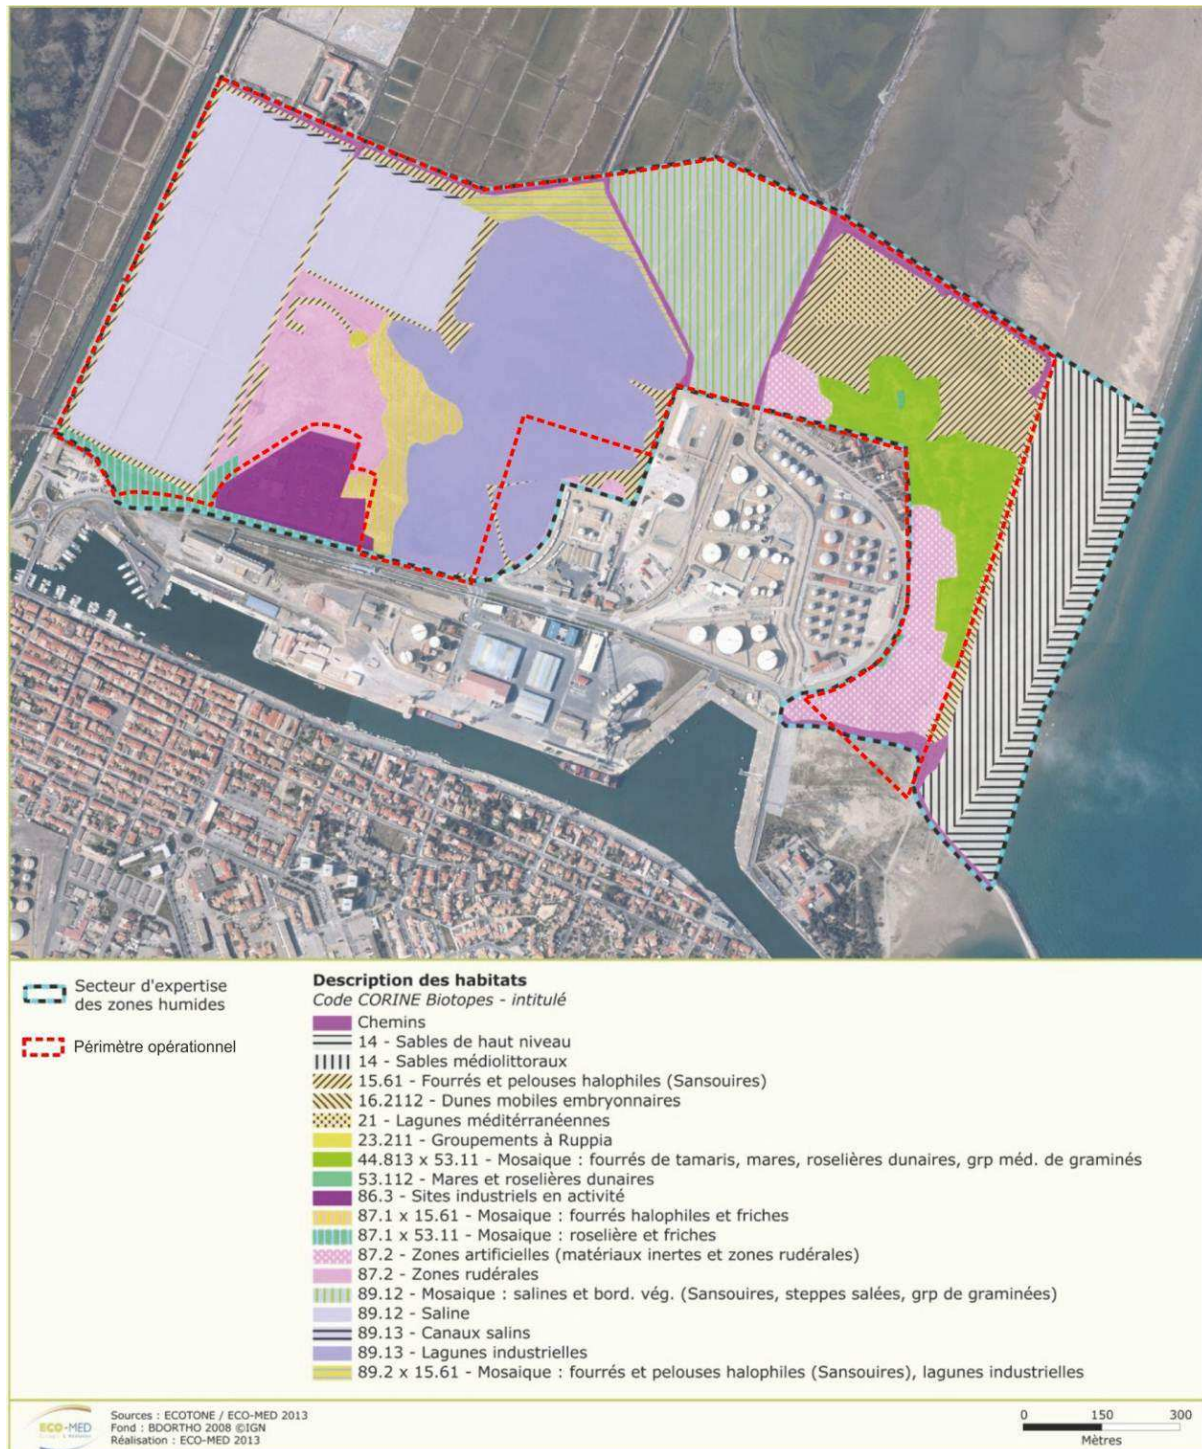 Secteur d'expertise
des zones humides
Périmètre opérationnel
Description des habitats
Code CORINE Biotopes - intitulé
Chemins
14 - Sables de haut niveau
14 - Sables médiolittoraux
15.61 - Fourrés et pelouses halophiles (Sansouires)
16.2112 - Dunes mobiles embryonnaires
21 - Lagunes méditérranéennes
23.211 - Groupements à Ruppia
44.813 x 53.11 - Mosaique : fourrés de tamaris, mares, roselières dunaires, grp méd. de graminés
53.112 - Mares et roselières dunaires
86.3 - Sites industriels en activité
87.1 x 15.61 - Mosaique : fourrés halophiles et friches
87.1 x 53.11 - Mosaique : roselière et friches
87.2 - Zones artificielles (matériaux inertes et zones rudérales)
87.2 - Zones rudérales
89.12 - Mosaique : salines et bord. vég. (Sansouires, steppes salées, grp de graminées)
89.12 - Saline
89.13 - Canaux salins
89.13 - Lagunes industrielles
89.2 x 15.61 - Mosaique : fourrés et pelouses halophiles (Sansouires), lagunes industrielles
ECO-MED
Sources : ECOTONE / ECO-MED 2013
Fond : BDORTHO 2008 ©IGN
Réalisation : ECO-MED 2013
0 150 300
Mètres